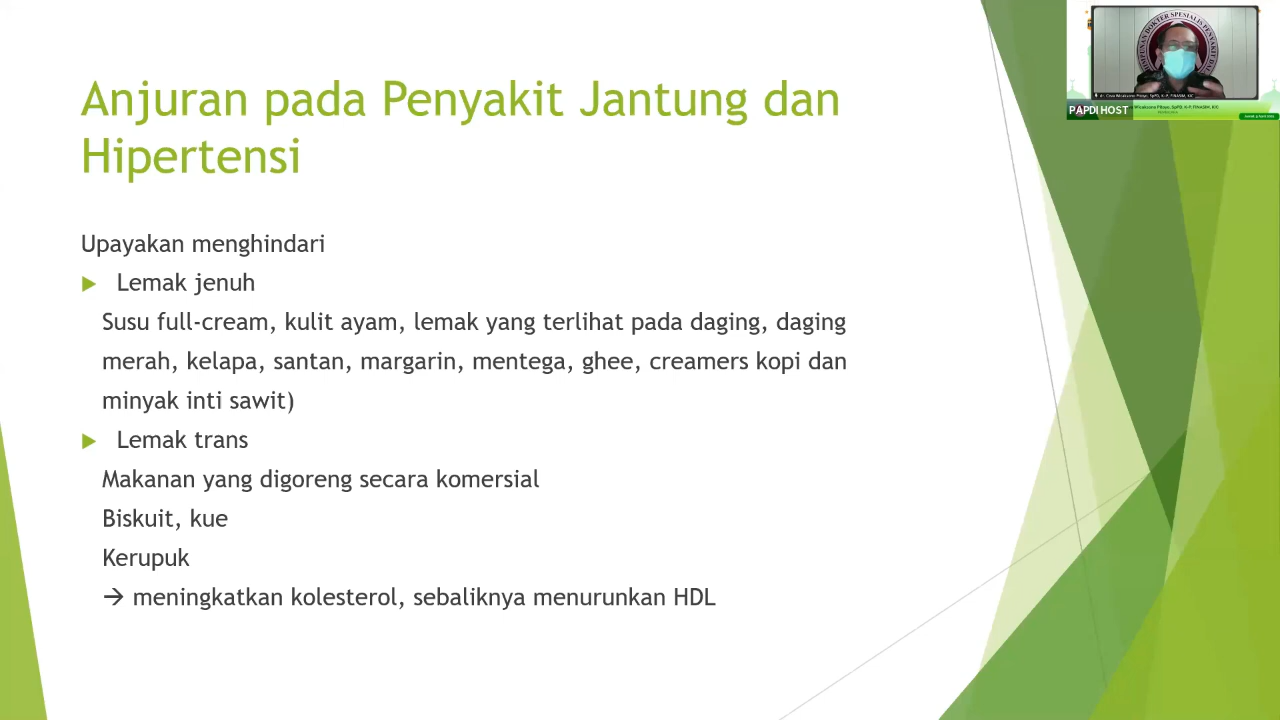 Anjuran pada Penyakit Jantung dan
Hipertensi
Upayakan menghindari
Lemak jenuh
Susu full-cream, kulit ayam, lemak yang terlihat pada daging, daging
merah, kelapa, santan, margarin, mentega, ghee, creamers kopi dan
minyak inti sawit)
Lemak trans
Makanan yang digoreng secara komersial
Biskuit, kue
Kerupuk
→ meningkatkan kolesterol, sebaliknya menurunkan HDL
PAPDI HOST